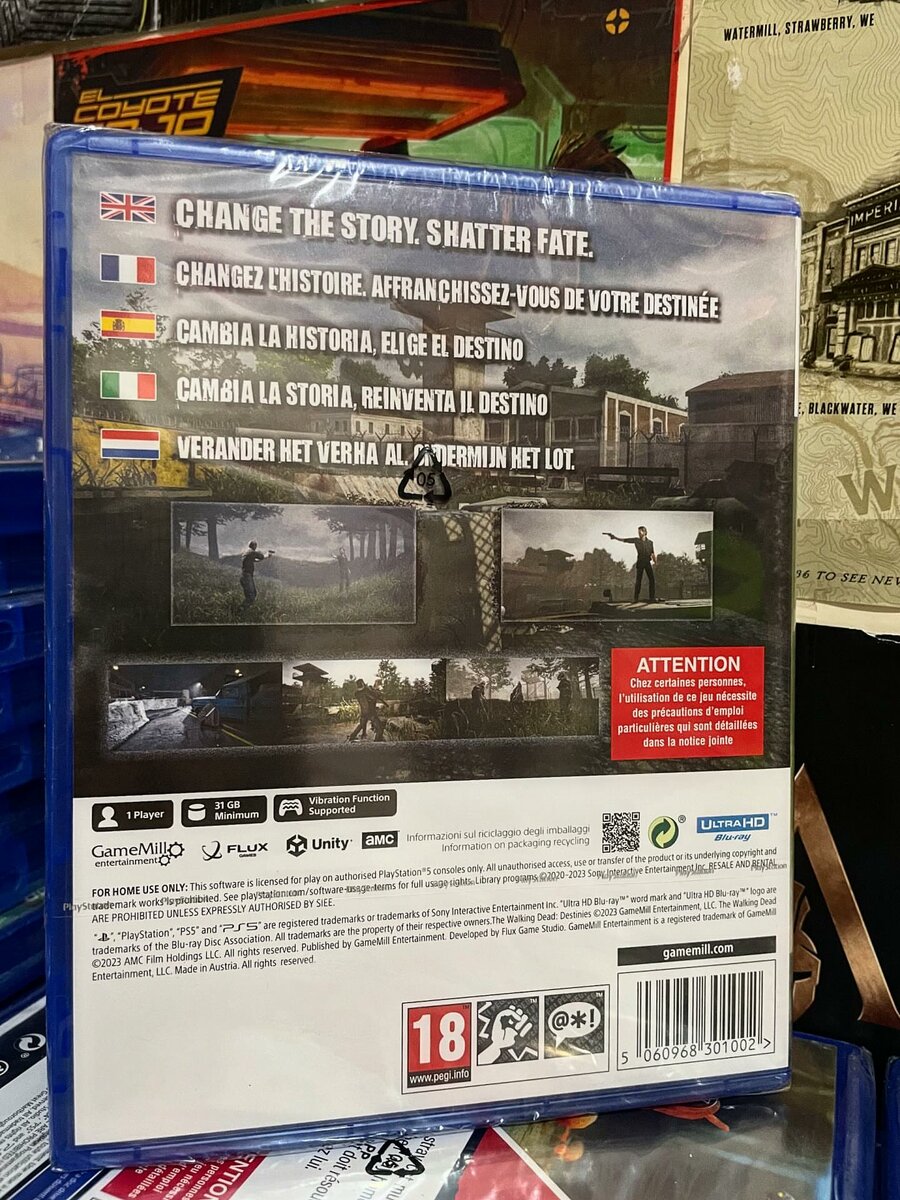 WATERMILL, STRAWBERRY, WE
EL
COYOTE
IMPERI
BLACKWATER, WE
W
TO SEE NEV
CHANGE THE STORY. SHATTER FATE.
CHANGEZ L'HISTOIRE. AFFRANCHISSEZ-VOUS DE VOTRE DESTINÉE
CAMBIA LA HISTORIA, ELIGE EL DESTINO
CAMBIA LA STORIA, REINVENTA IL DESTINO
VERANDER HET VERHAAL. ONDERMIJN HET LOT.
05
ATTENTION
Chez certaines personnes,
l'utilisation de ce jeu nécessite
des précautions d'emploi
particulières qui sont détaillées
dans la notice jointe
1 Player
31 GB
Minimum
Vibration Function
Supported
GameMill
entertainment
FLUX
GAMES
Unity
AMC
Informazioni sul riciclaggio degli imballaggi
Information on packaging recycling
ULTRA HD
Blu-ray™
FOR HOME USE ONLY: This software is licensed for play on authorised PlayStation®5 consoles only. All unauthorised access, use or transfer of the product or its underlying copyright and
trademark works is prohibited. See playstation.com/software-usage-terms for full usage rights. Library programs ©2020-2023 Sony Interactive Entertainment Inc. RESALE AND RENTAL
ARE PROHIBITED UNLESS EXPRESSLY AUTHORISED BY SIEE.
", "PlayStation", "PS5" and "PS5" are registered trademarks or trademarks of Sony Interactive Entertainment Inc. "Ultra HD Blu-ray™" word mark and "Ultra HD Blu-ray™" logo are
trademarks of the Blu-ray Disc Association. All trademarks are the property of their respective owners.The Walking Dead: Destinies ©2023 GameMill Entertainment, LLC. The Walking Dead
©2023 AMC Film Holdings LLC. All rights reserved. Published by GameMill Entertainment. Developed by Flux Game Studio. GameMill Entertainment is a registered trademark of GameMill
Entertainment, LLC. Made in Austria. All rights reserved.
gamemill.com
18
www.pegi.info
@*!
5 060968 301002 >